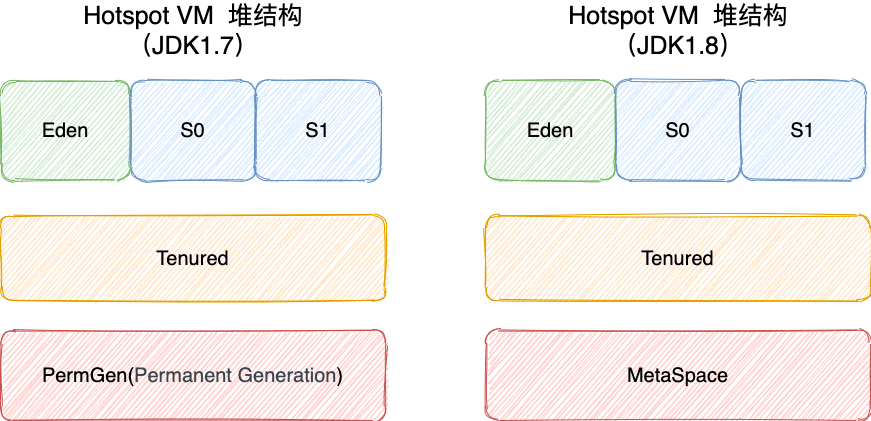 Hotspot VM 堆结构
（JDK1.7）
Eden
S0
S1
Tenured
PermGen(Permanent Generation)
Hotspot VM 堆结构
（JDK1.8）
Eden
S0
S1
Tenured
MetaSpace